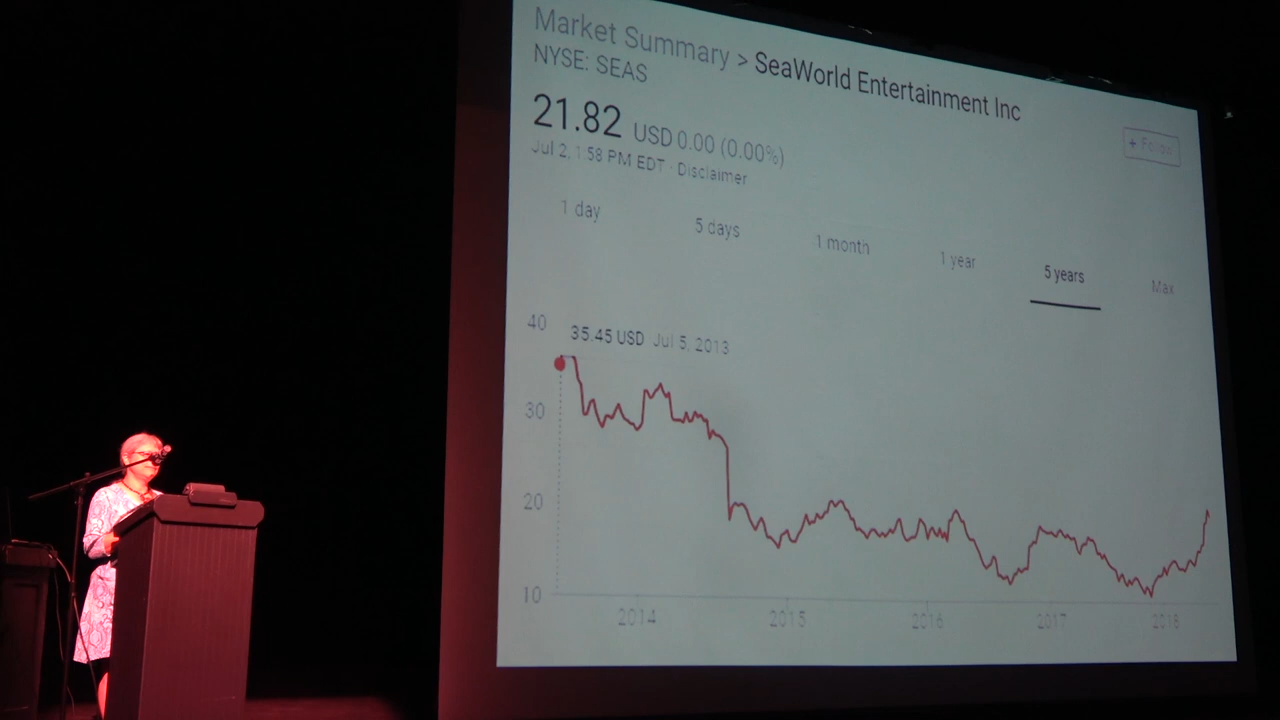 Market Summary > SeaWorld Entertainment Inc
NYSE: SEAS
+ Follow
21.82 USD 0.00 (0.00%)
Jul 2, 1:58 PM EDT · Disclaimer
1 day 5 days 1 month 1 year 5 years Max
40
35.45 USD Jul 5, 2013
30
20
10
2014 2015 2016 2017 2018